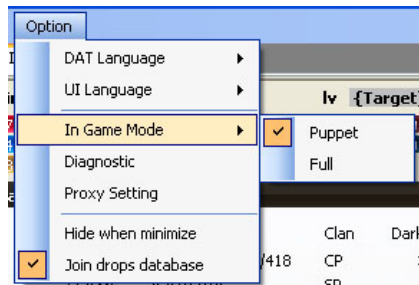 Option
DAT Language
UI Language
lv {Target}
In Game Mode
Puppet
Diagnostic
Full
Proxy Setting
Hide when minimize
Clan
Join drops database
/418
CP